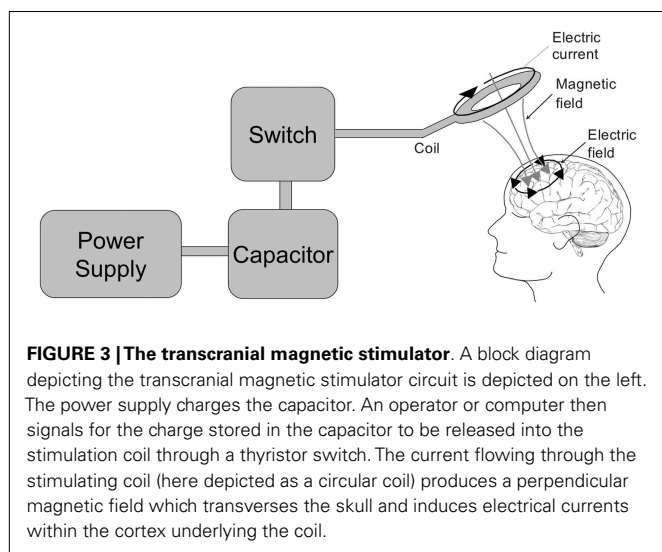 Electric
current
Magnetic
field
Switch
Coil
Electric
field
Power
Supply
Capacitor
FIGURE 3 | The transcranial magnetic stimulator. A block diagram
depicting the transcranial magnetic stimulator circuit is depicted on the left.
The power supply charges the capacitor. An operator or computer then
signals for the charge stored in the capacitor to be released into the
stimulation coil through a thyristor switch. The current flowing through the
stimulating coil (here depicted as a circular coil) produces a perpendicular
magnetic field which transverses the skull and induces electrical currents
within the cortex underlying the coil.